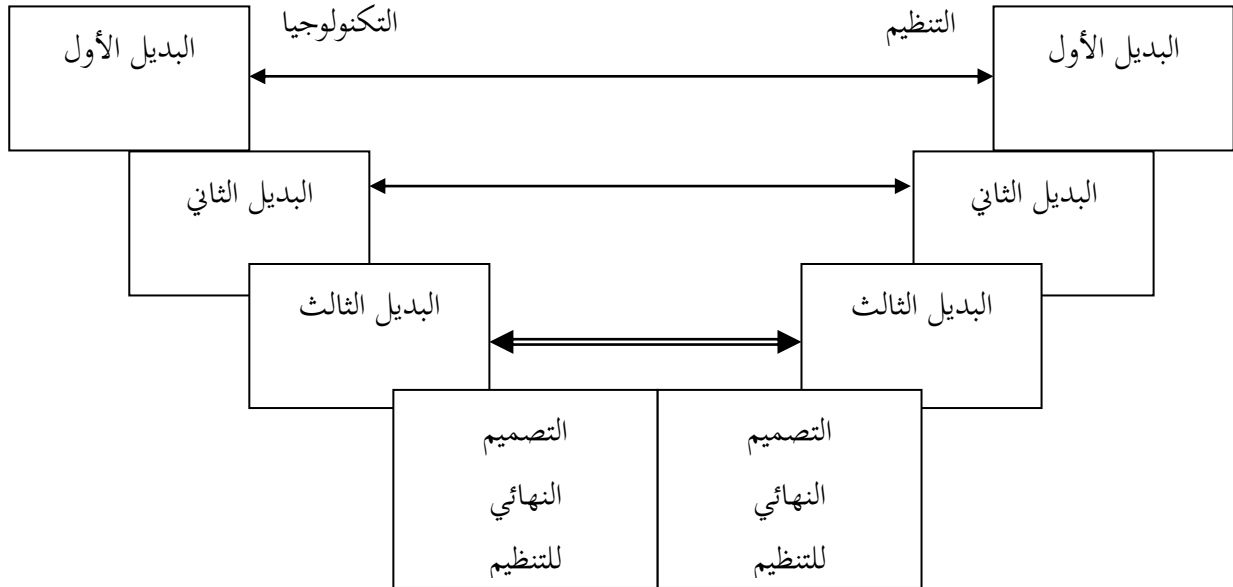 التنظيم
التكنولوجيا
البديل الأول
البديل الأول
البديل الثاني
البديل الثاني
البديل الثالث
البديل الثالث
التصميم
النهائي
للتنظيم
التصميم
النهائي
للتنظيم